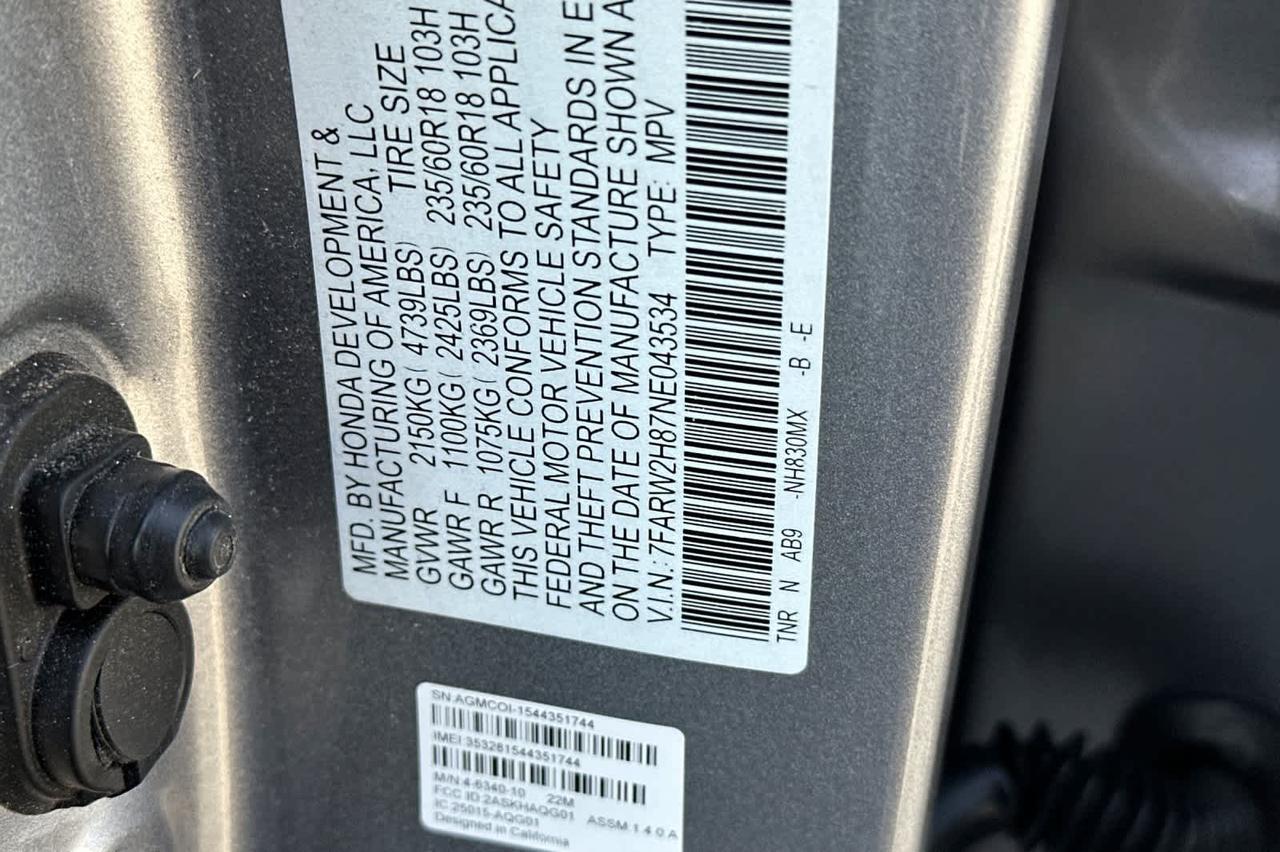 MFD. BY HONDA DEVELOPMENT &
MANUFACTURING OF AMERICA, LLC
TIRE SIZE
GVWR 2150KG( 4739LBS)
GAWR F 1100KG( 2425LBS) 235/60R18 103H
GAWR R 1075KG( 2369LBS) 235/60R18 103H
THIS VEHICLE CONFORMS TO ALL APPLICA
FEDERAL MOTOR VEHICLE SAFETY
AND THEFT PREVENTION STANDARDS IN E
ON THE DATE OF MANUFACTURE SHOWN A
V.I.N.: 7FARW2H87NE043534 TYPE: MPV
TNR N AB9 -NH830MX -B -E
SN:AGMCOI-1544351744
IMEI:353281544351744
M/N:4-6340-10 22M
FCC ID:2ASKHAQG01 ASSM 1.4.0 A
IC:25015-AQG01
Designed in California